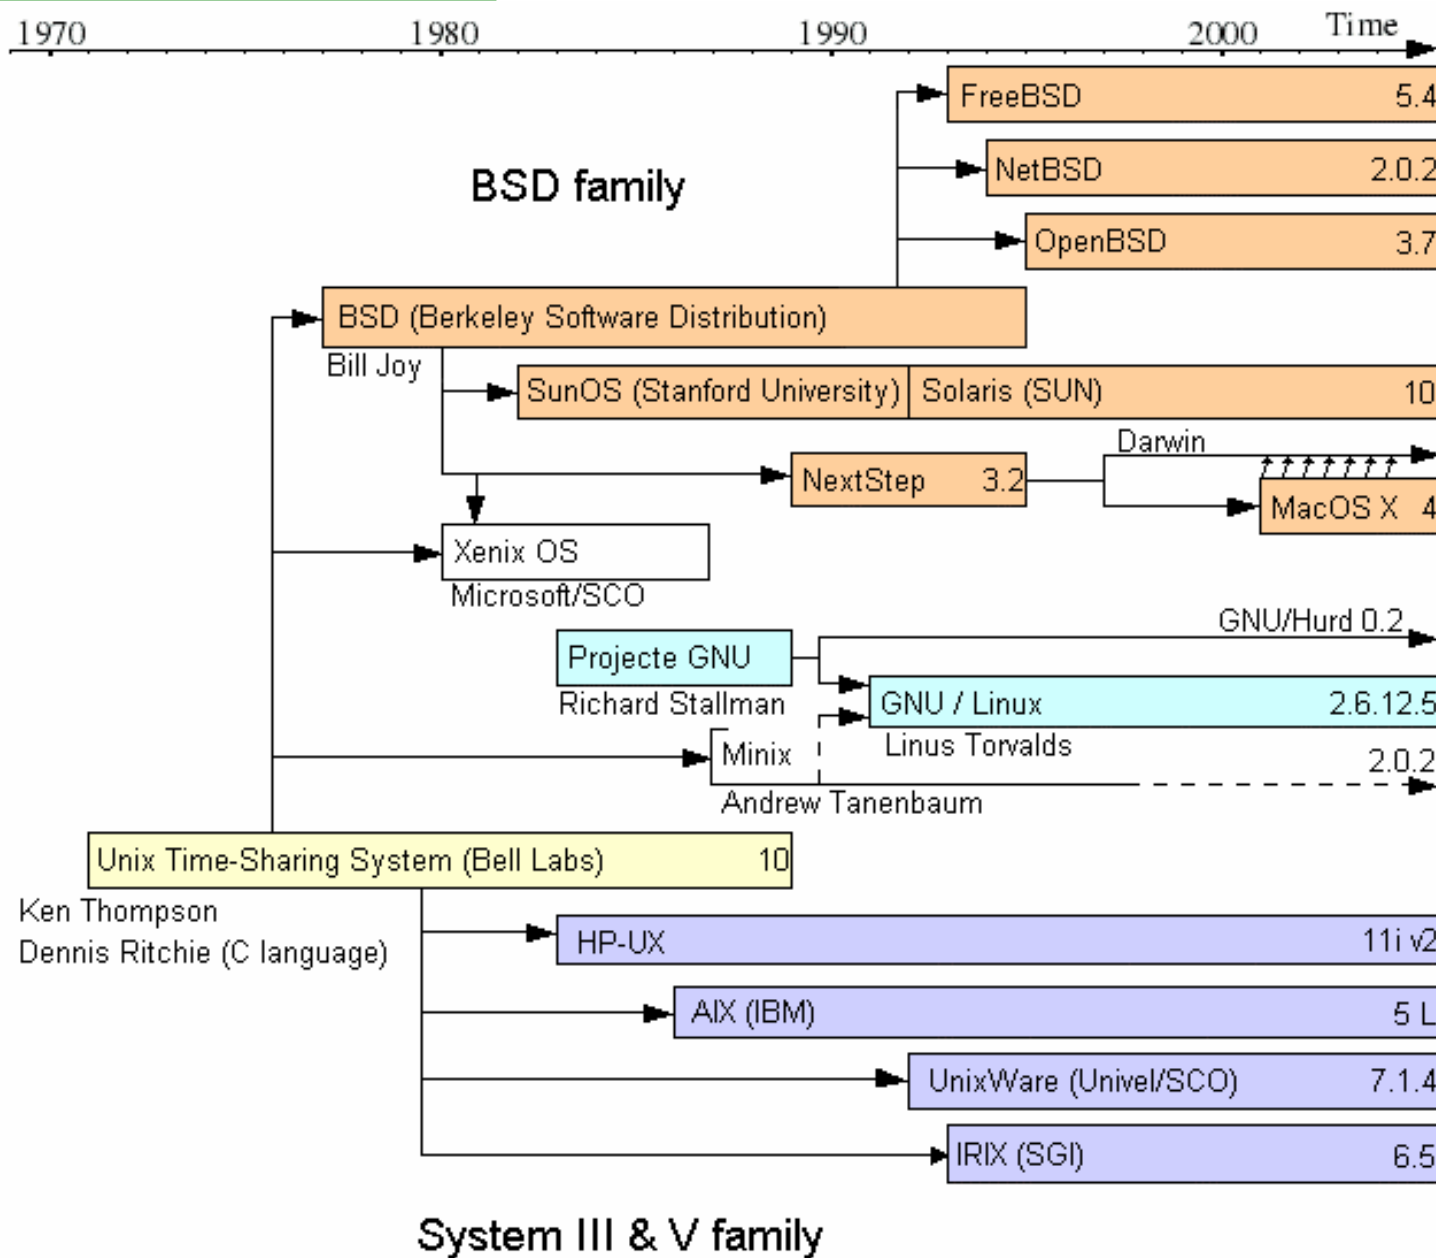 1970 1980 1990 2000 Time
FreeBSD 5.4
BSD family
NetBSD 2.0.2
OpenBSD 3.7
BSD (Berkeley Software Distribution)
Bill Joy
SunOS (Stanford University) Solaris (SUN) 10
Darwin
NextStep 3.2
MacOS X 4
Xenix OS
Microsoft/SCO
GNU/Hurd 0.2
Projecte GNU
Richard Stallman
GNU / Linux 2.6.12.5
Linus Torvalds
Minix 2.0.2
Andrew Tanenbaum
Unix Time-Sharing System (Bell Labs) 10
Ken Thompson
Dennis Ritchie (C language)
HP-UX 11i v2
AIX (IBM) 5 L
UnixWare (Univel/SCO) 7.1.4
IRIX (SGI) 6.5
System III & V family